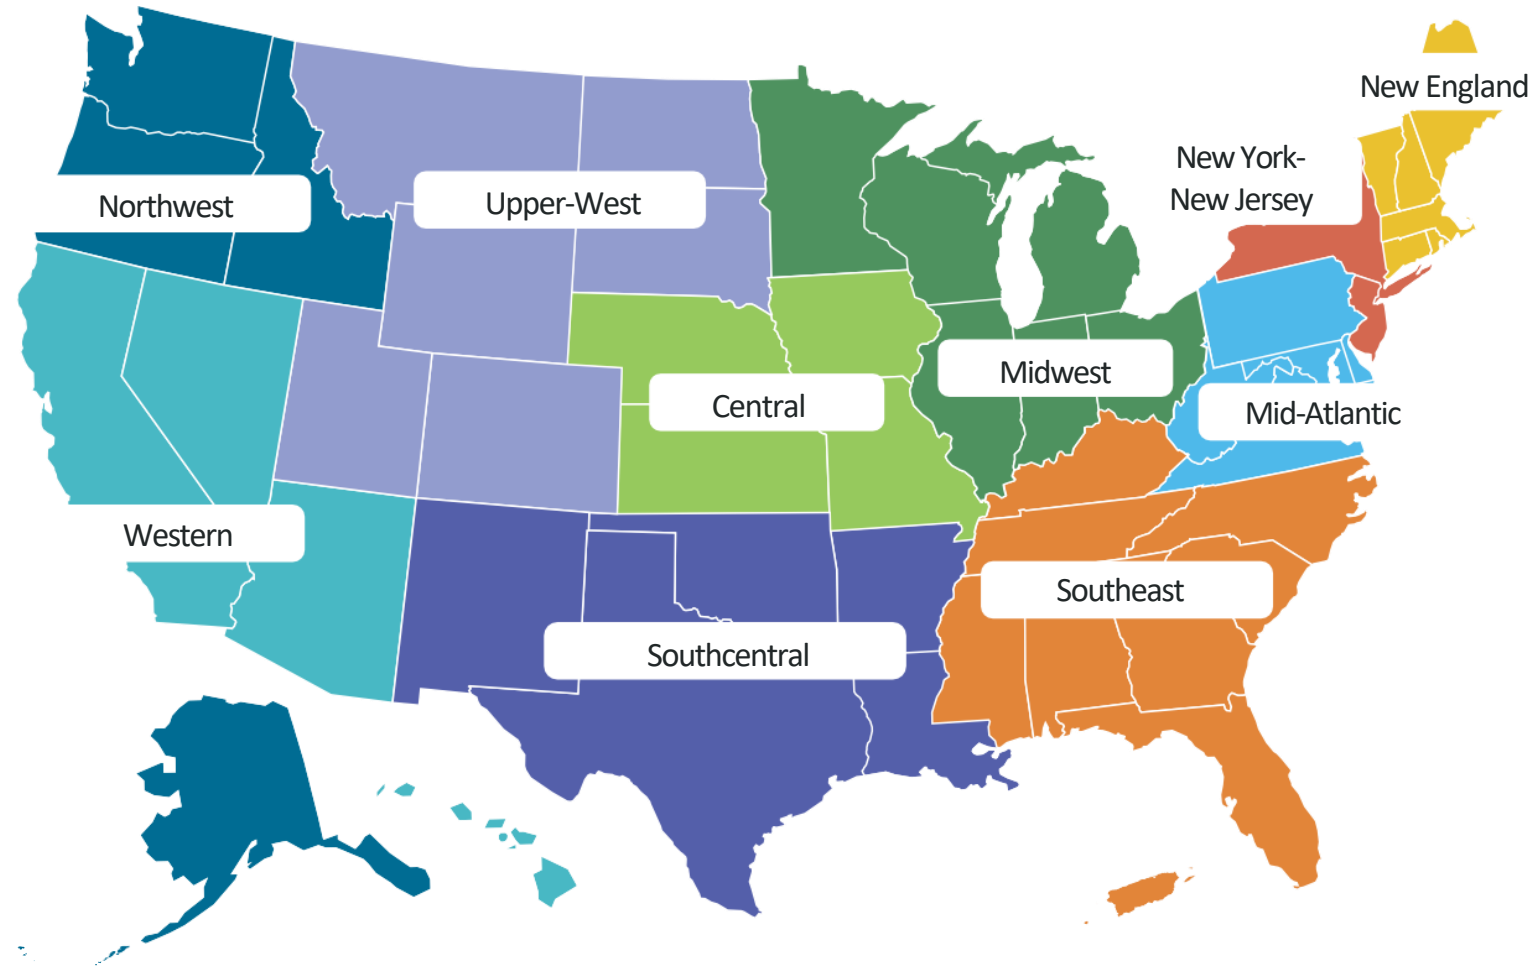 New England
New York-
New Jersey
Northwest
Upper-West
Midwest
Central
Mid-Atlantic
Western
Southeast
Southcentral